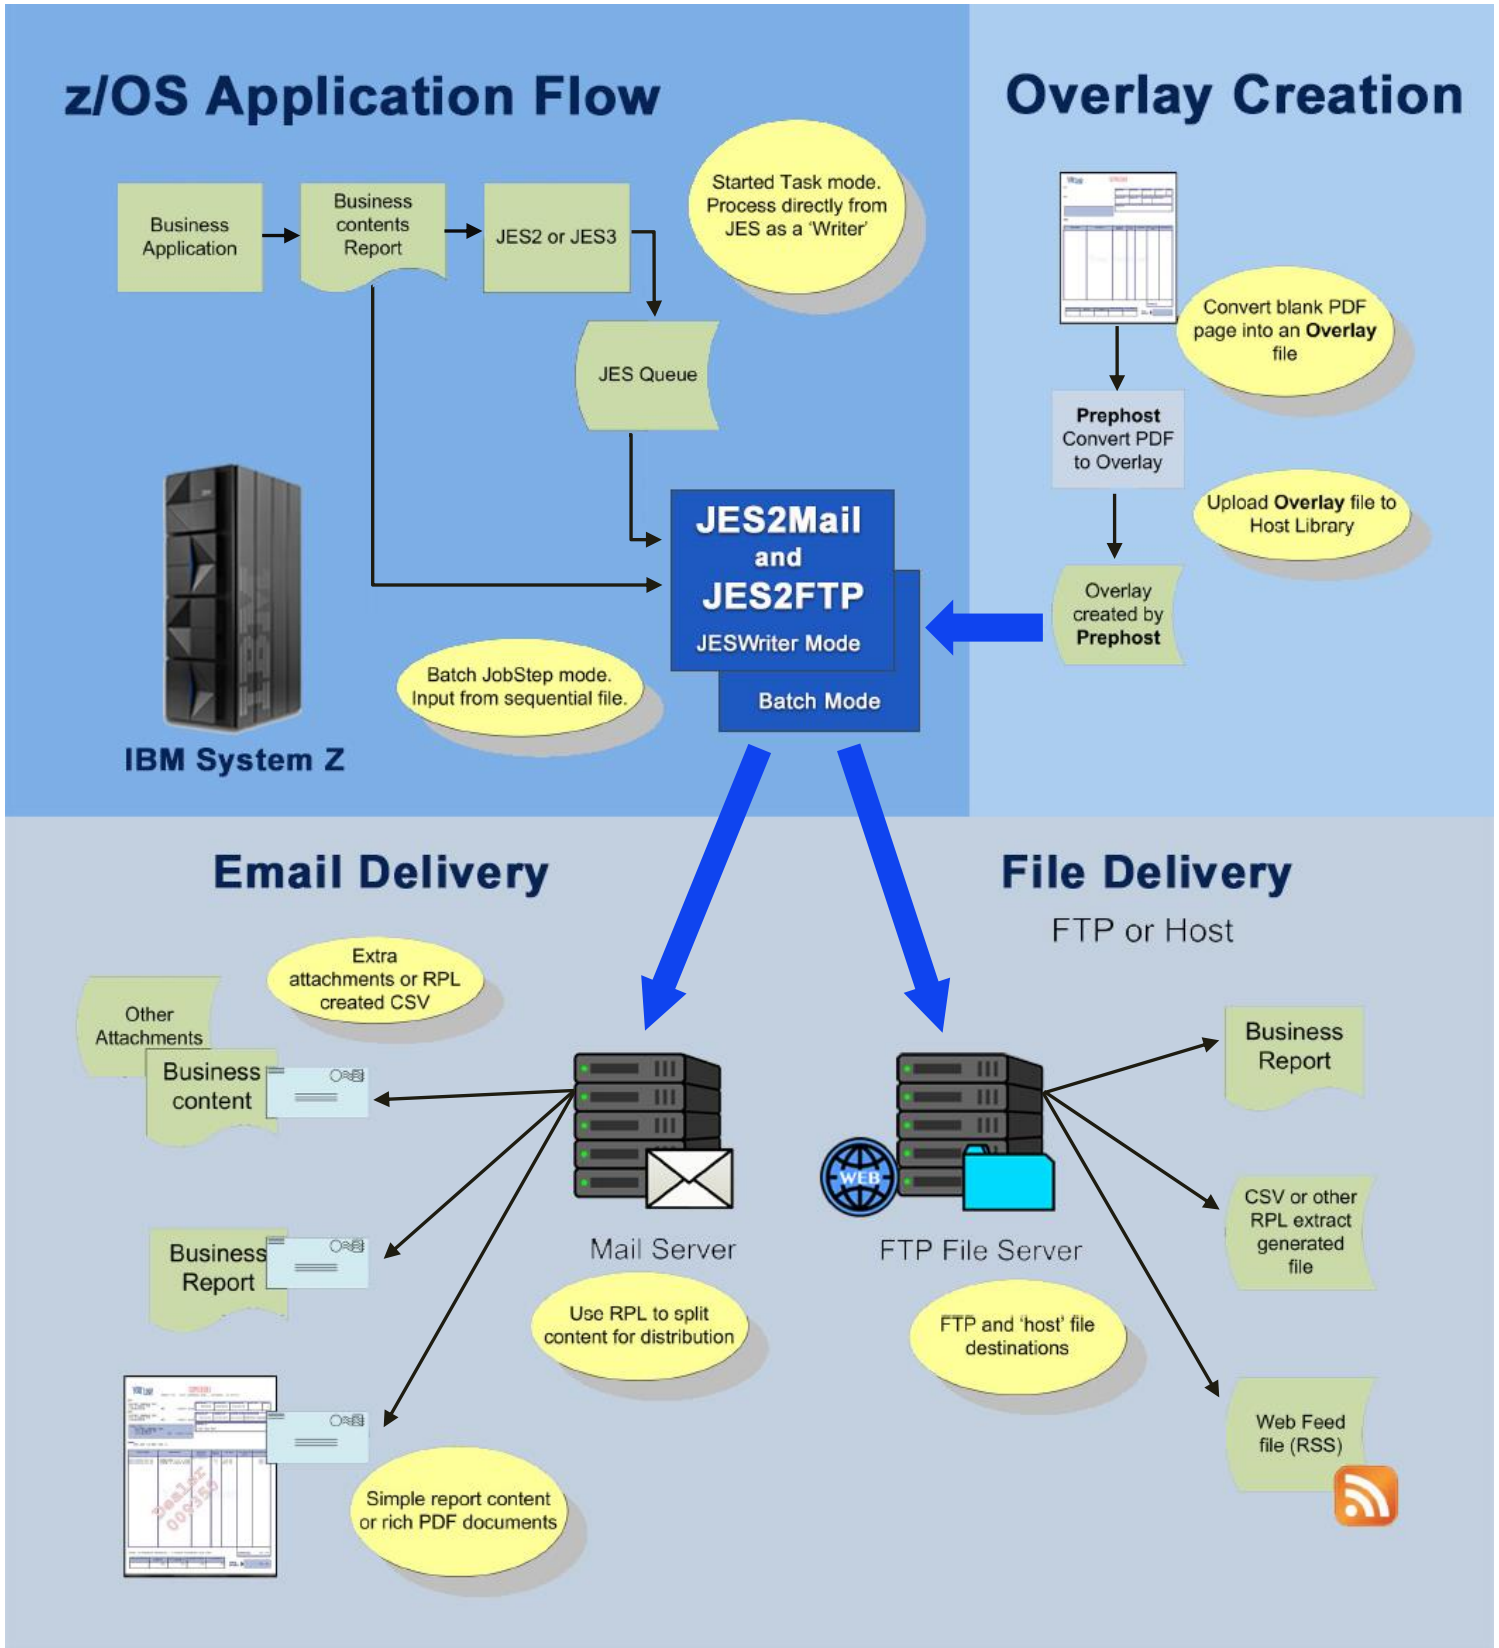 z/OS Application Flow
Business
Application
Business
contents
Report
JES2 or JES3
Started Task mode.
Process directly from
JES as a ‘Writer’
JES Queue
JES2Mail
and
JES2FTP
JESWriter Mode
Batch Mode
Batch JobStep mode.
Input from sequential file.
IBM System Z
Overlay Creation
Convert blank PDF
page into an Overlay
file
Prephost
Convert PDF
to Overlay
Upload Overlay file to
Host Library
Overlay
created by
Prephost
Email Delivery
Extra
attachments or RPL
created CSV
Other
Attachments
Business
content
Business
Report
Mail Server
Use RPL to split
content for distribution
Dealer
009350
Simple report content
or rich PDF documents
File Delivery
FTP or Host
WEB
FTP File Server
FTP and ‘host’ file
destinations
Business
Report
CSV or other
RPL extract
generated
file
Web Feed
file (RSS)